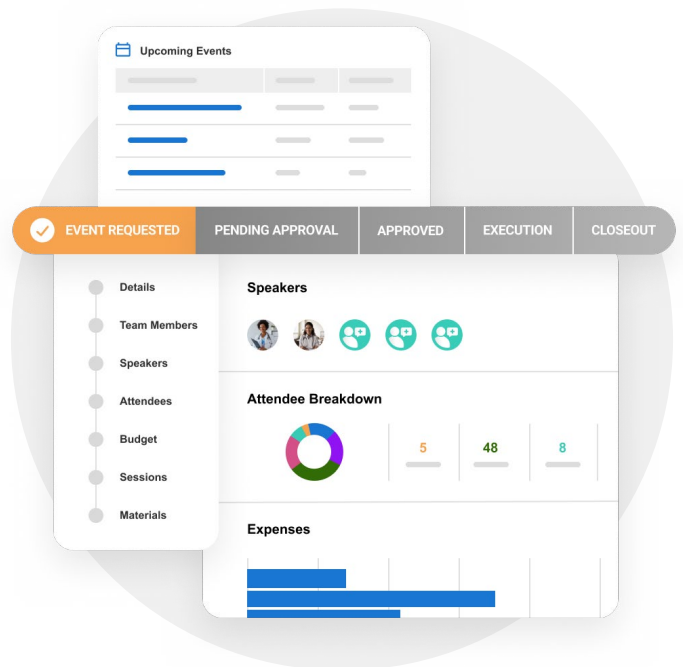 Upcoming Events
EVENT REQUESTED PENDING APPROVAL APPROVED EXECUTION CLOSEOUT
Details
Team Members
Speakers
Attendees
Budget
Sessions
Materials
Speakers
Attendee Breakdown
5 48 8
Expenses